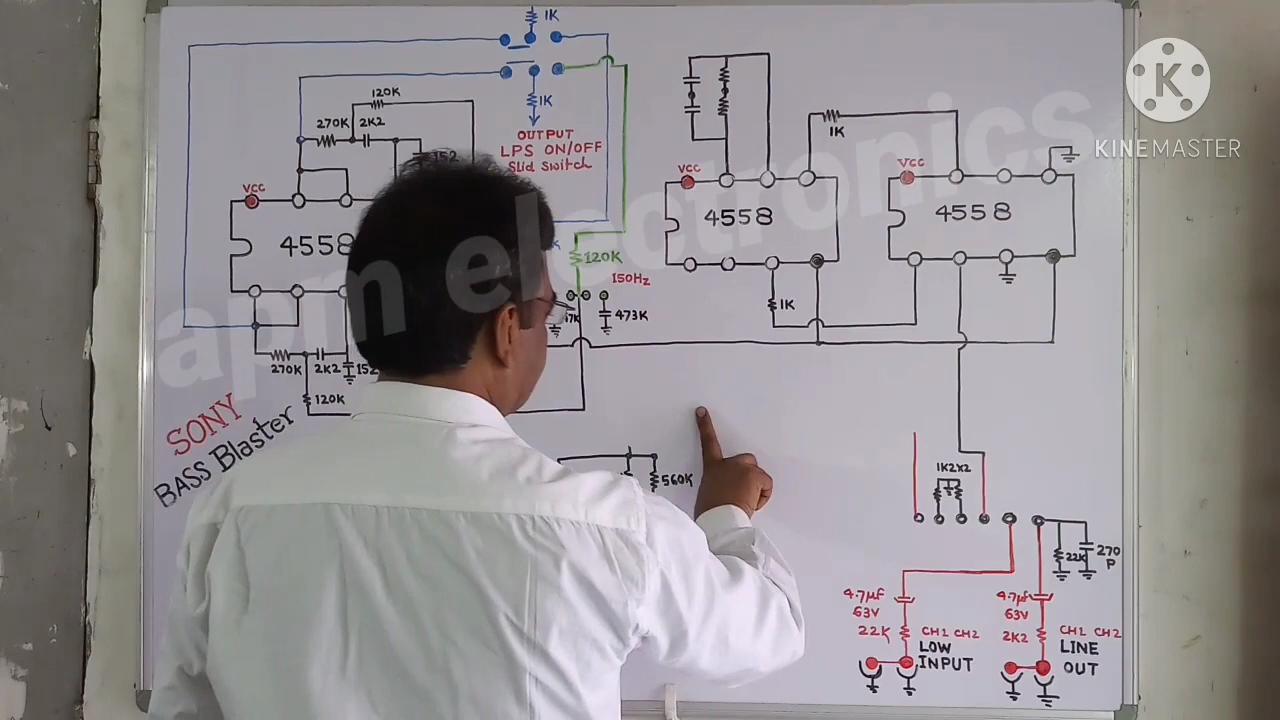 1K
120K
1K
270K
2K2
OUTPUT
LPS ON/OFF
Slid Switch
152
VCC
4558
120K
150Hz
473K
270K
2K2
152
120K
SONY
BASS Blaster
560K
VCC
4558
1K
1K
VCC
4558
1K2x2
22K
270
P
4.7µf
63V
22K
CH1 CH2
LOW
INPUT
4.7µf
63V
2K2
CH1 CH2
LINE
OUT
K
KINEMASTER
apm electronics